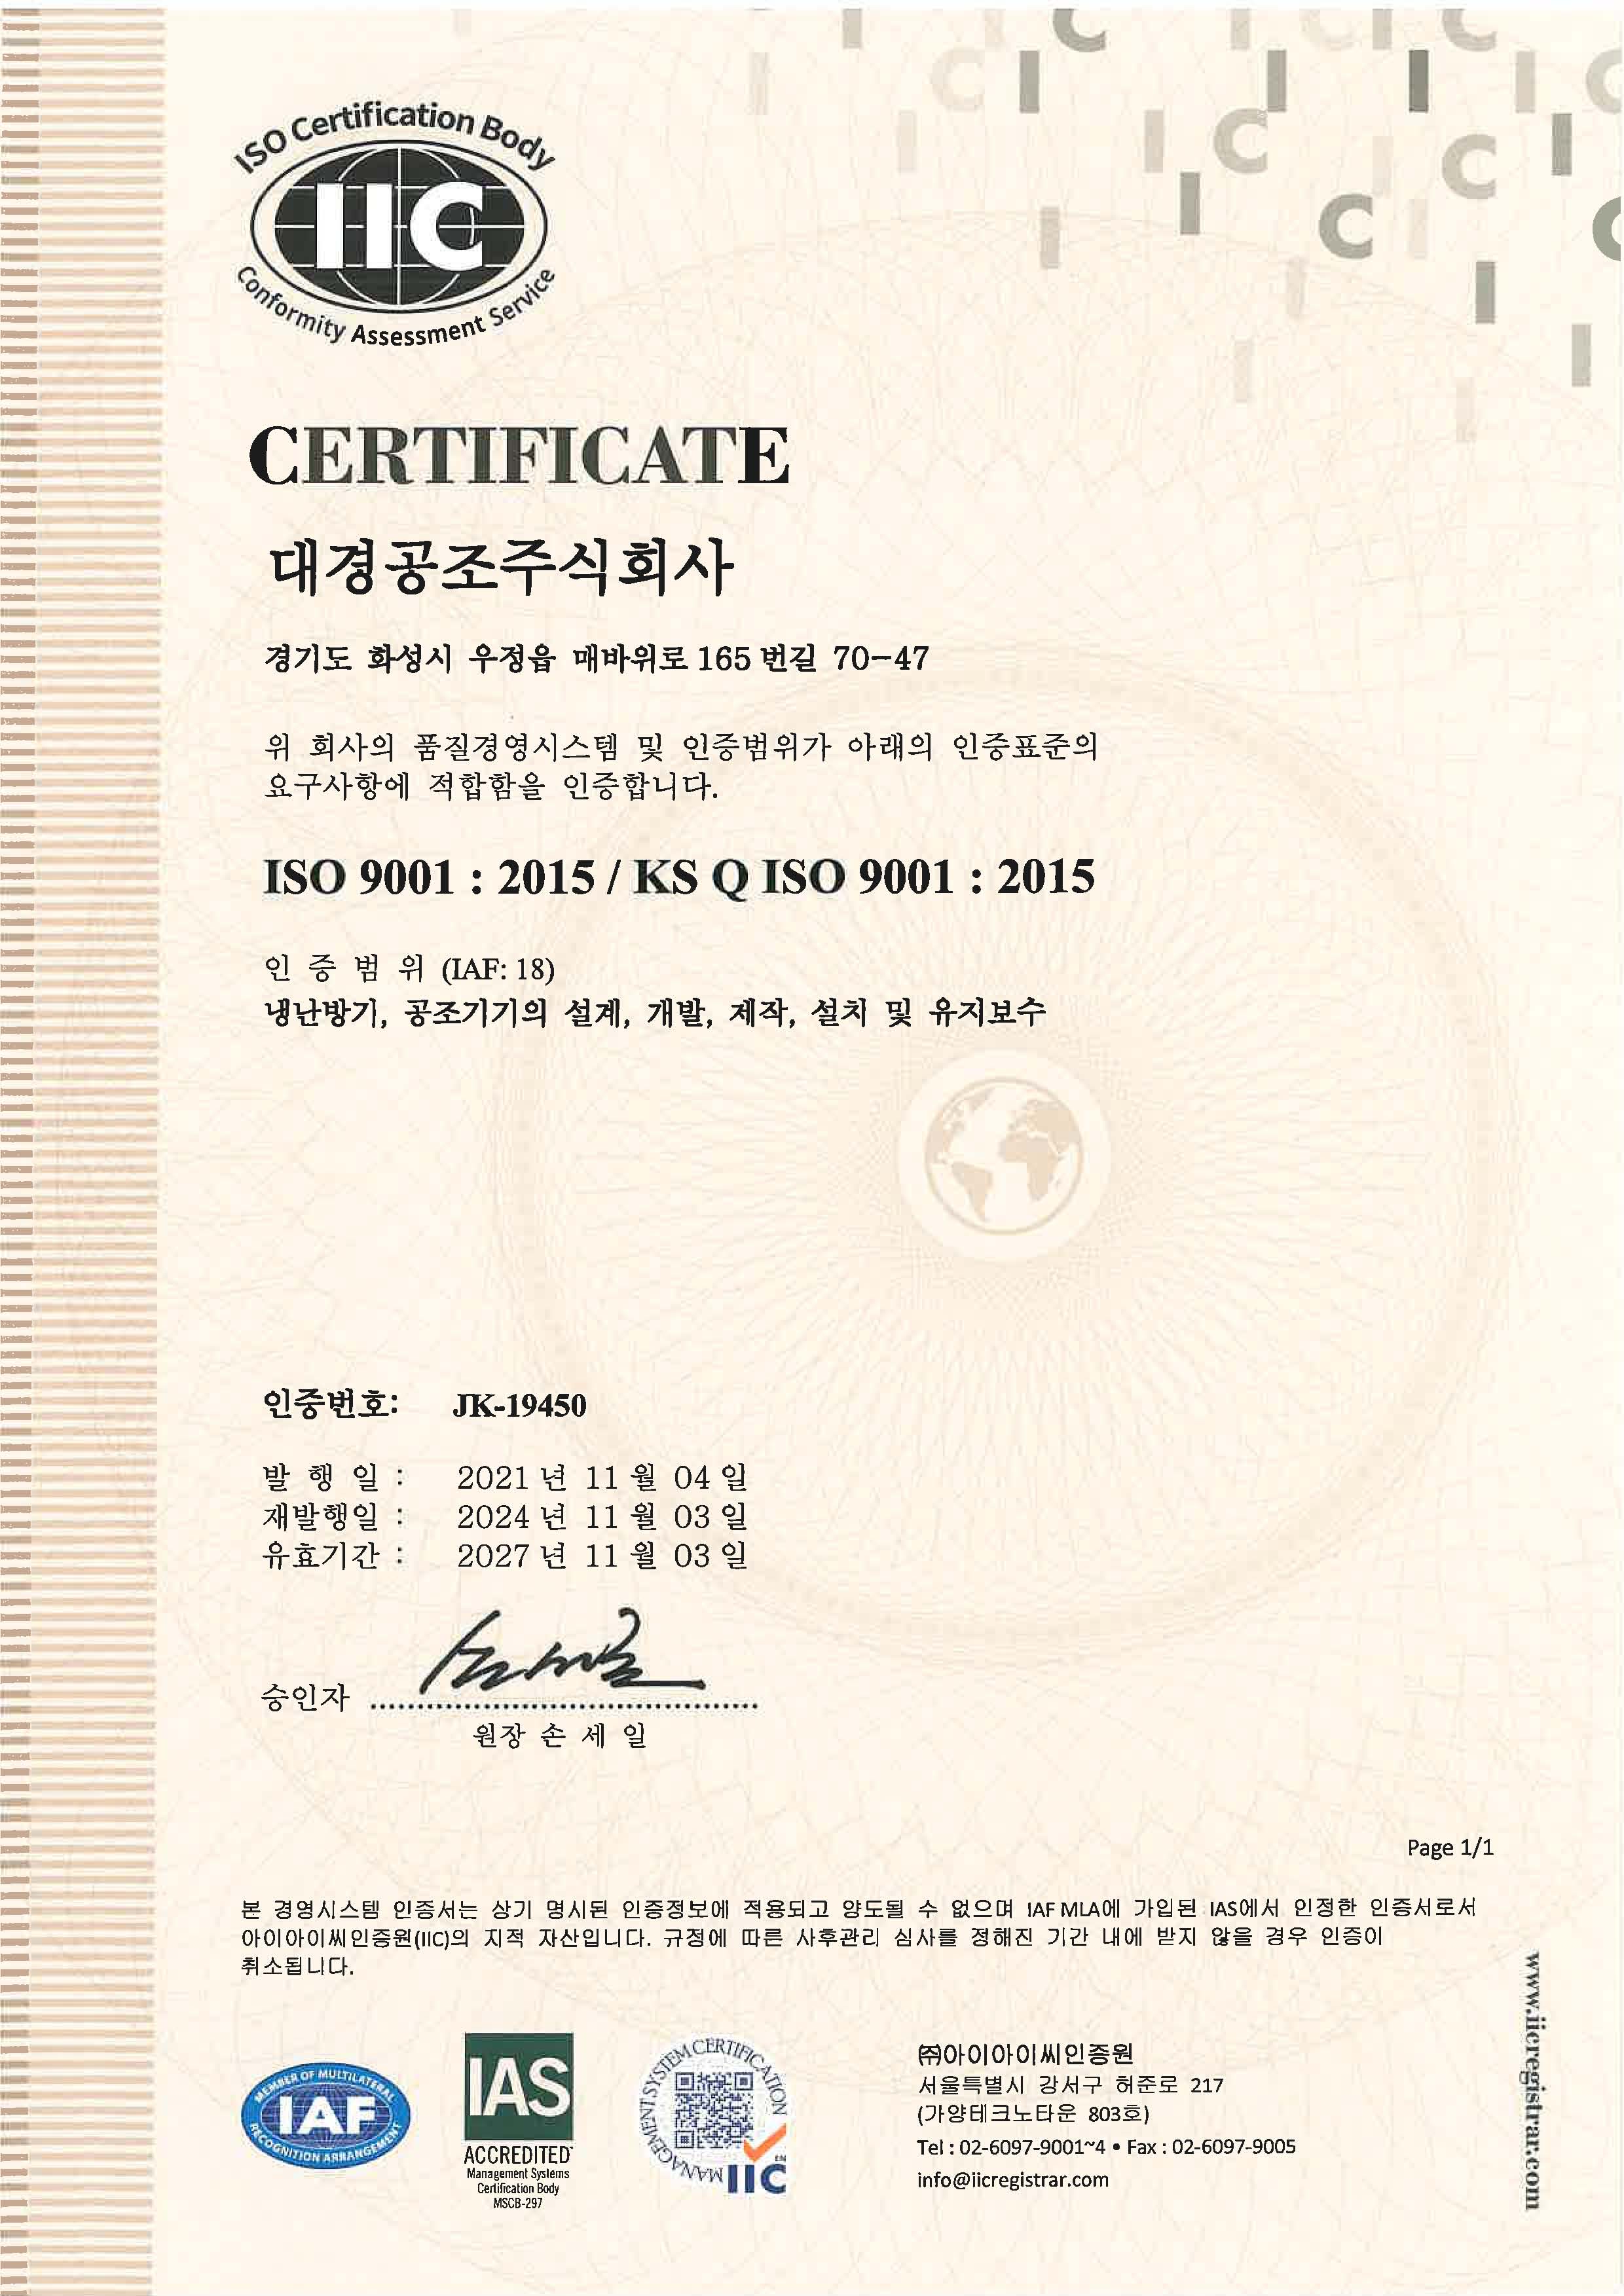 ISO Certification Body
IIC
Conformity Assessment Service
CERTIFICATE
대경공조주식회사
경기도 화성시 우정읍 매바위로 165 번길 70-47
위 회사의 품질경영시스템 및 인증범위가 아래의 인증표준의
요구사항에 적합함을 인증합니다.
ISO 9001 : 2015 / KS Q ISO 9001 : 2015
인 증 범 위 (IAF: 18)
냉난방기, 공조기기의 설계, 개발, 제작, 설치 및 유지보수
인증번호: JK-19450
발 행 일 : 2021 년 11 월 04 일
재발행일 : 2024 년 11 월 03 일
유효기간 : 2027 년 11 월 03 일
승인자
원장 손 세 일
Page 1/1
본 경영시스템 인증서는 상기 명시된 인증정보에 적용되고 양도될 수 없으며 IAF MLA에 가입된 IAS에서 인정한 인증서로서
아이아이씨인증원(IIC)의 지적 자산입니다. 규정에 따른 사후관리 심사를 정해진 기간 내에 받지 않을 경우 인증이
취소됩니다.
MEMBER OF MULTILATERAL
IAF
RECOGNITION ARRANGEMENT
IAS
ACCREDITED
Management Systems
Certification Body
MSCB-297
MANAGEMENT SYSTEM CERTIFICATION
EN
IIC
㈜아이아이씨인증원
서울특별시 강서구 허준로 217
(가양테크노타운 803호)
Tel : 02-6097-9001~4 • Fax : 02-6097-9005
info@iicregistrar.com
www.iicregistrar.com